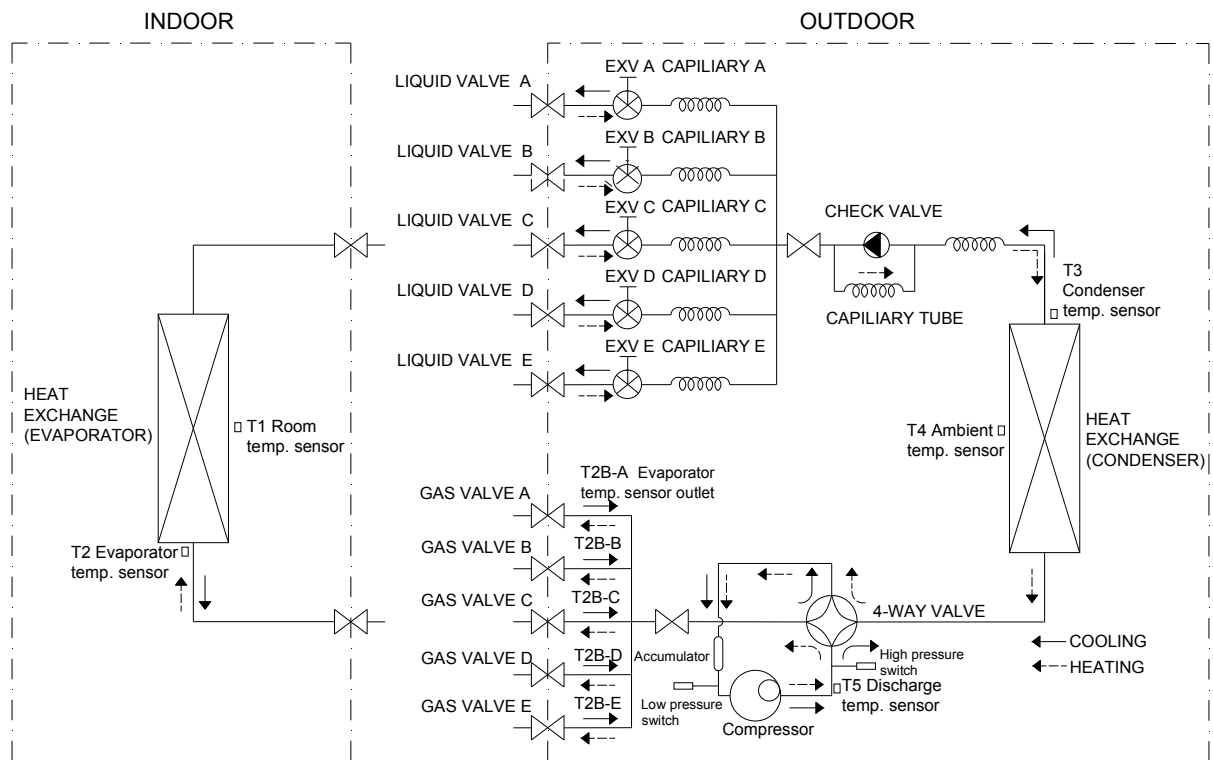 INDOOR
OUTDOOR
LIQUID VALVE A
EXV A CAPILIARY A
LIQUID VALVE B
EXV B CAPILIARY B
LIQUID VALVE C
EXV C CAPILIARY C
LIQUID VALVE D
EXV D CAPILIARY D
LIQUID VALVE E
EXV E CAPILIARY E
CHECK VALVE
CAPILIARY TUBE
T3
Condenser
temp. sensor
HEAT
EXCHANGE
(EVAPORATOR)
T1 Room
temp. sensor
T2 Evaporator
temp. sensor
T4 Ambient
temp. sensor
HEAT
EXCHANGE
(CONDENSER)
GAS VALVE A
T2B-A Evaporator
temp. sensor outlet
GAS VALVE B
T2B-B
GAS VALVE C
T2B-C
GAS VALVE D
T2B-D
GAS VALVE E
T2B-E
4-WAY VALVE
Accumulator
High pressure
switch
Low pressure
switch
T5 Discharge
temp. sensor
Compressor
COOLING
HEATING